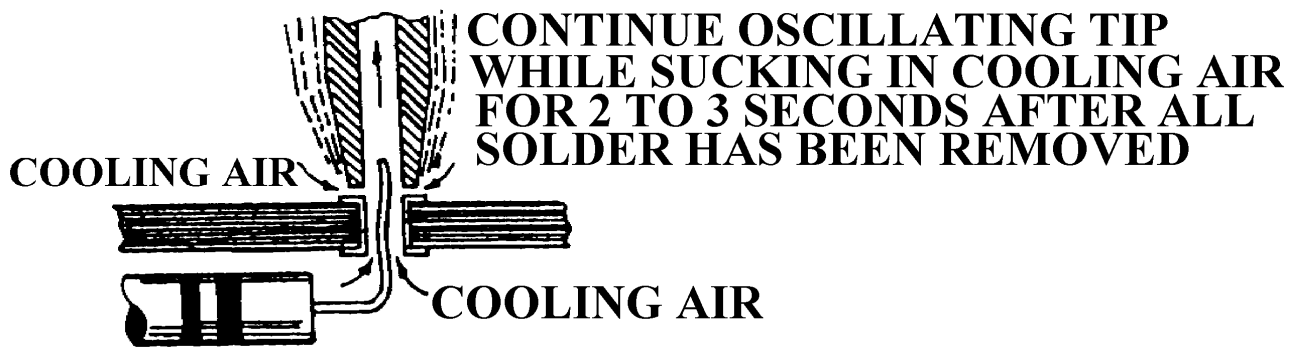 CONTINUE OSCILLATING TIP
WHILE SUCKING IN COOLING AIR
FOR 2 TO 3 SECONDS AFTER ALL
SOLDER HAS BEEN REMOVED
COOLING AIR
COOLING AIR